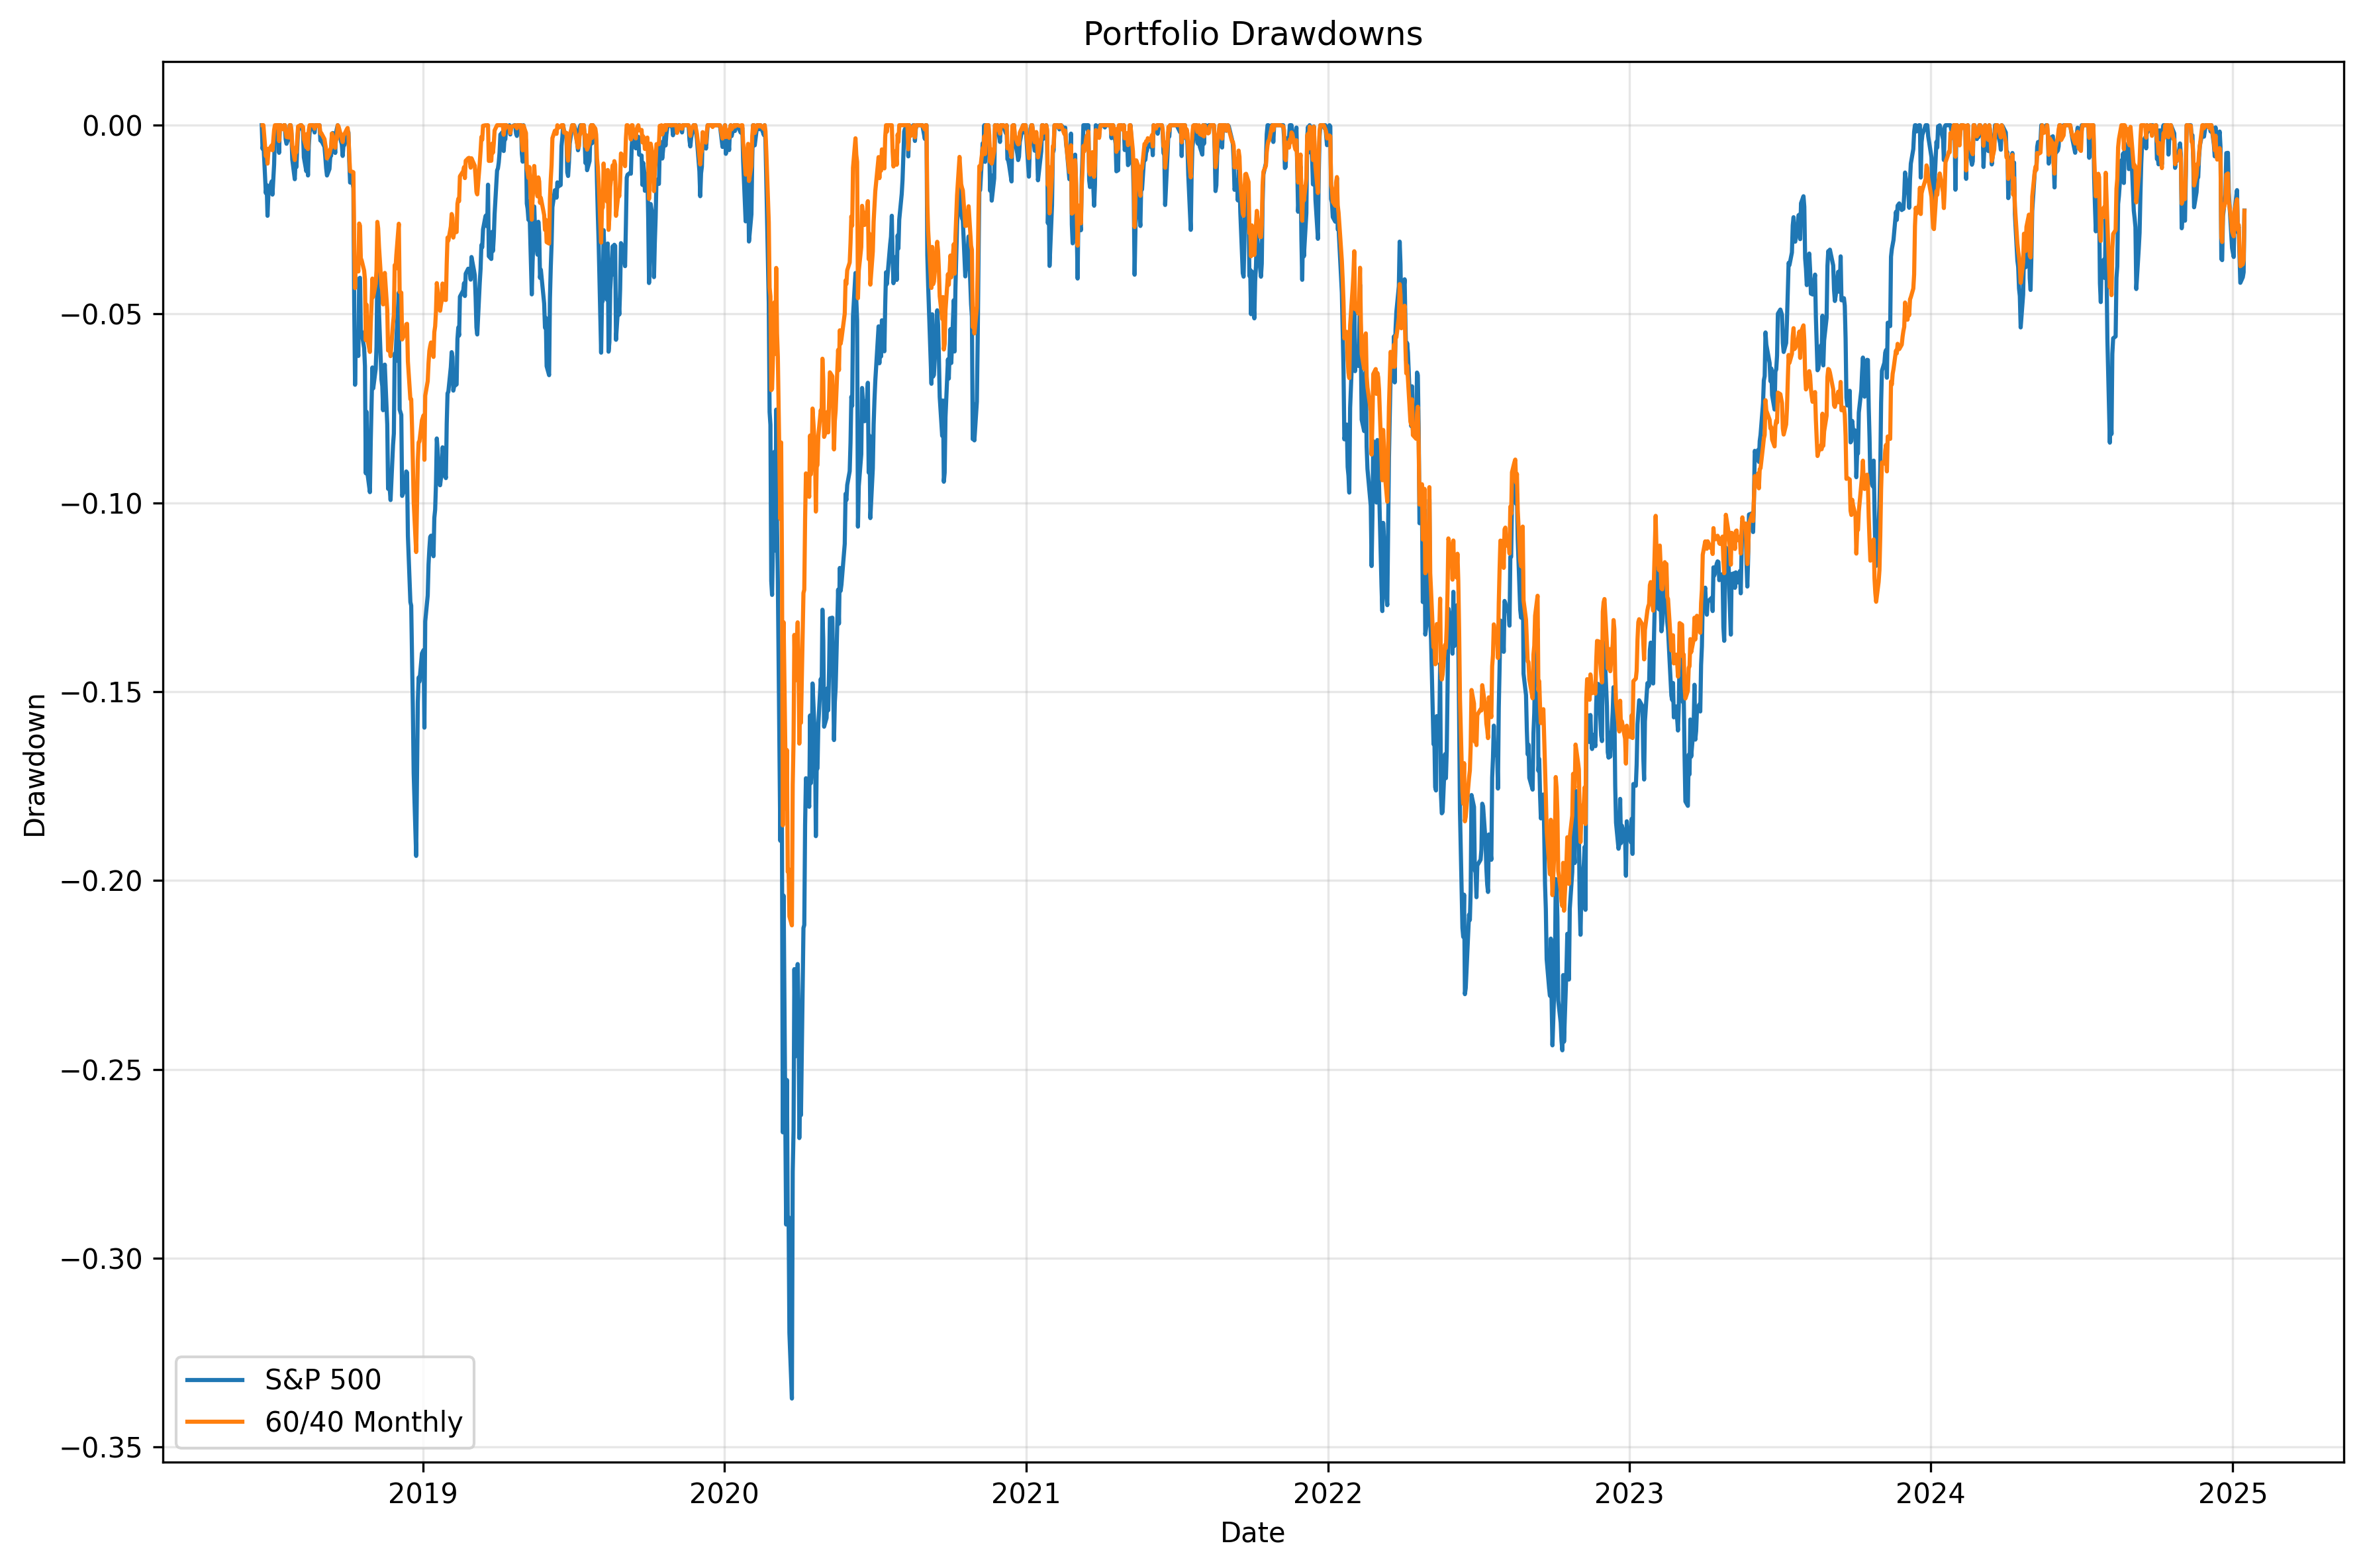 Portfolio Drawdowns
0.00
−0.05
−0.10
−0.15
−0.20
−0.25
−0.30
−0.35
Drawdown
S&P 500
60/40 Monthly
2019 2020 2021 2022 2023 2024 2025
Date